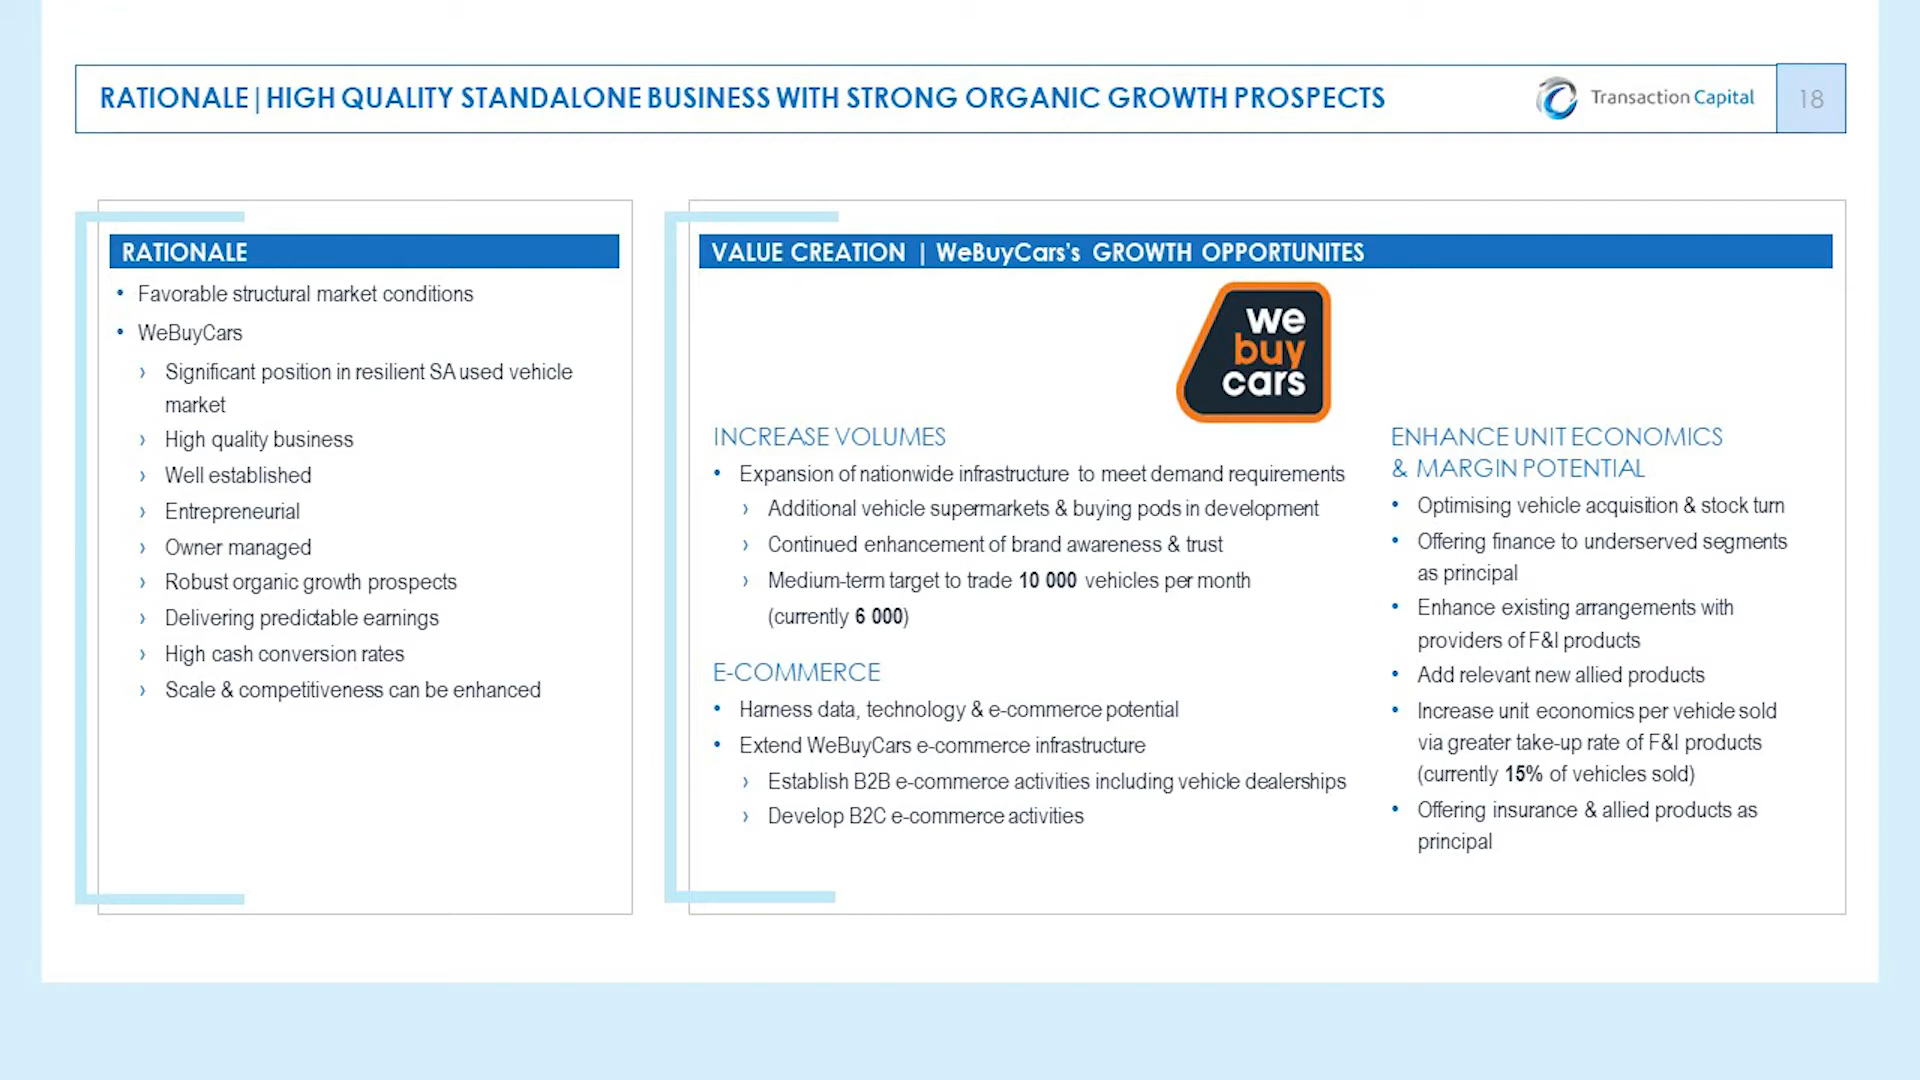 RATIONALE|HIGH QUALITY STANDALONE BUSINESS WITH STRONG ORGANIC GROWTH PROSPECTS
Transaction Capital
18
RATIONALE
• Favorable structural market conditions
• WeBuyCars
› Significant position in resilient SA used vehicle
market
› High quality business
› Well established
› Entrepreneurial
› Owner managed
› Robust organic growth prospects
› Delivering predictable earnings
› High cash conversion rates
› Scale & competitiveness can be enhanced
VALUE CREATION | WeBuyCars's GROWTH OPPORTUNITES
we
buy
cars
INCREASE VOLUMES
• Expansion of nationwide infrastructure to meet demand requirements
› Additional vehicle supermarkets & buying pods in development
› Continued enhancement of brand awareness & trust
› Medium-term target to trade 10 000 vehicles per month
(currently 6 000)
E-COMMERCE
• Harness data, technology & e-commerce potential
• Extend WeBuyCars e-commerce infrastructure
› Establish B2B e-commerce activities including vehicle dealerships
› Develop B2C e-commerce activities
ENHANCE UNIT ECONOMICS
& MARGIN POTENTIAL
• Optimising vehicle acquisition & stock turn
• Offering finance to underserved segments
as principal
• Enhance existing arrangements with
providers of F&I products
• Add relevant new allied products
• Increase unit economics per vehicle sold
via greater take-up rate of F&I products
(currently 15% of vehicles sold)
• Offering insurance & allied products as
principal